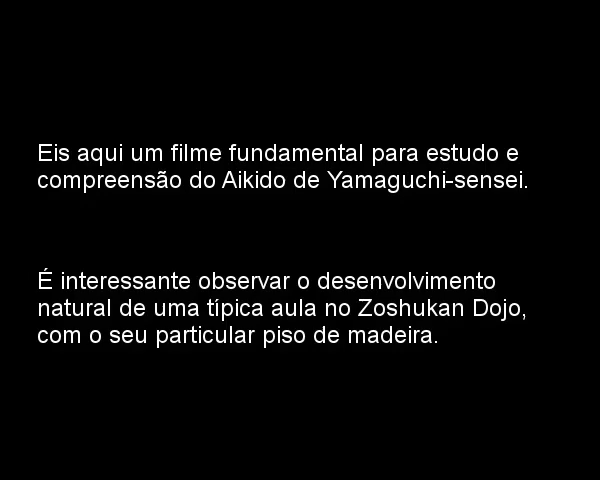 Eis aqui um filme fundamental para estudo e
compreensão do Aikido de Yamaguchi-sensei.
É interessante observar o desenvolvimento
natural de uma típica aula no Zoshukan Dojo,
com o seu particular piso de madeira.